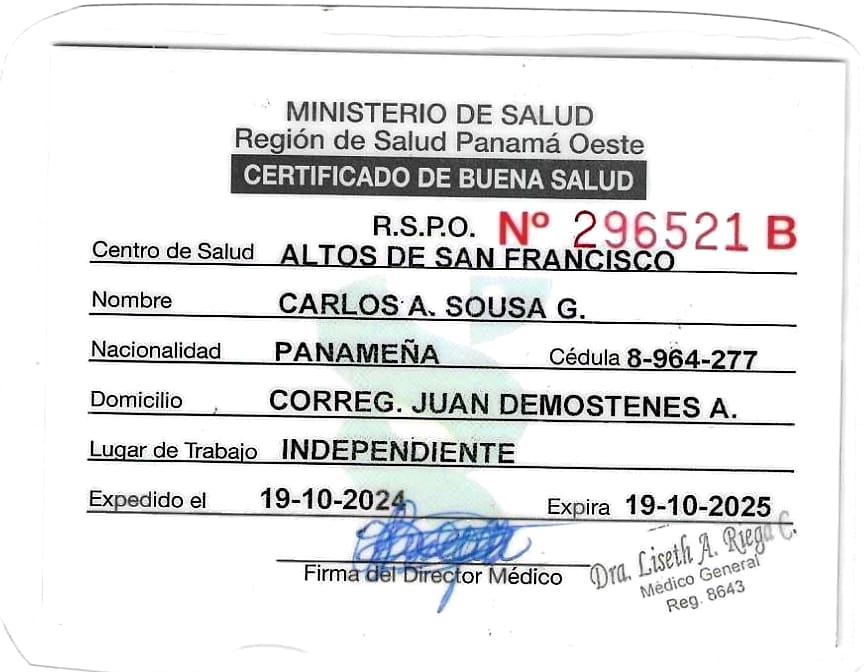 MINISTERIO DE SALUD
Región de Salud Panamá Oeste
CERTIFICADO DE BUENA SALUD
R.S.P.O. Nº 296521 B
Centro de Salud ALTOS DE SAN FRANCISCO
Nombre CARLOS A. SOUSA G.
Nacionalidad PANAMEÑA Cédula 8-964-277
Domicilio CORREG. JUAN DEMOSTENES A.
Lugar de Trabajo INDEPENDIENTE
Expedido el 19-10-2024 Expira 19-10-2025
Firma del Director Médico
Dra. Liseth A. Riega C.
Médico General
Reg. 8643